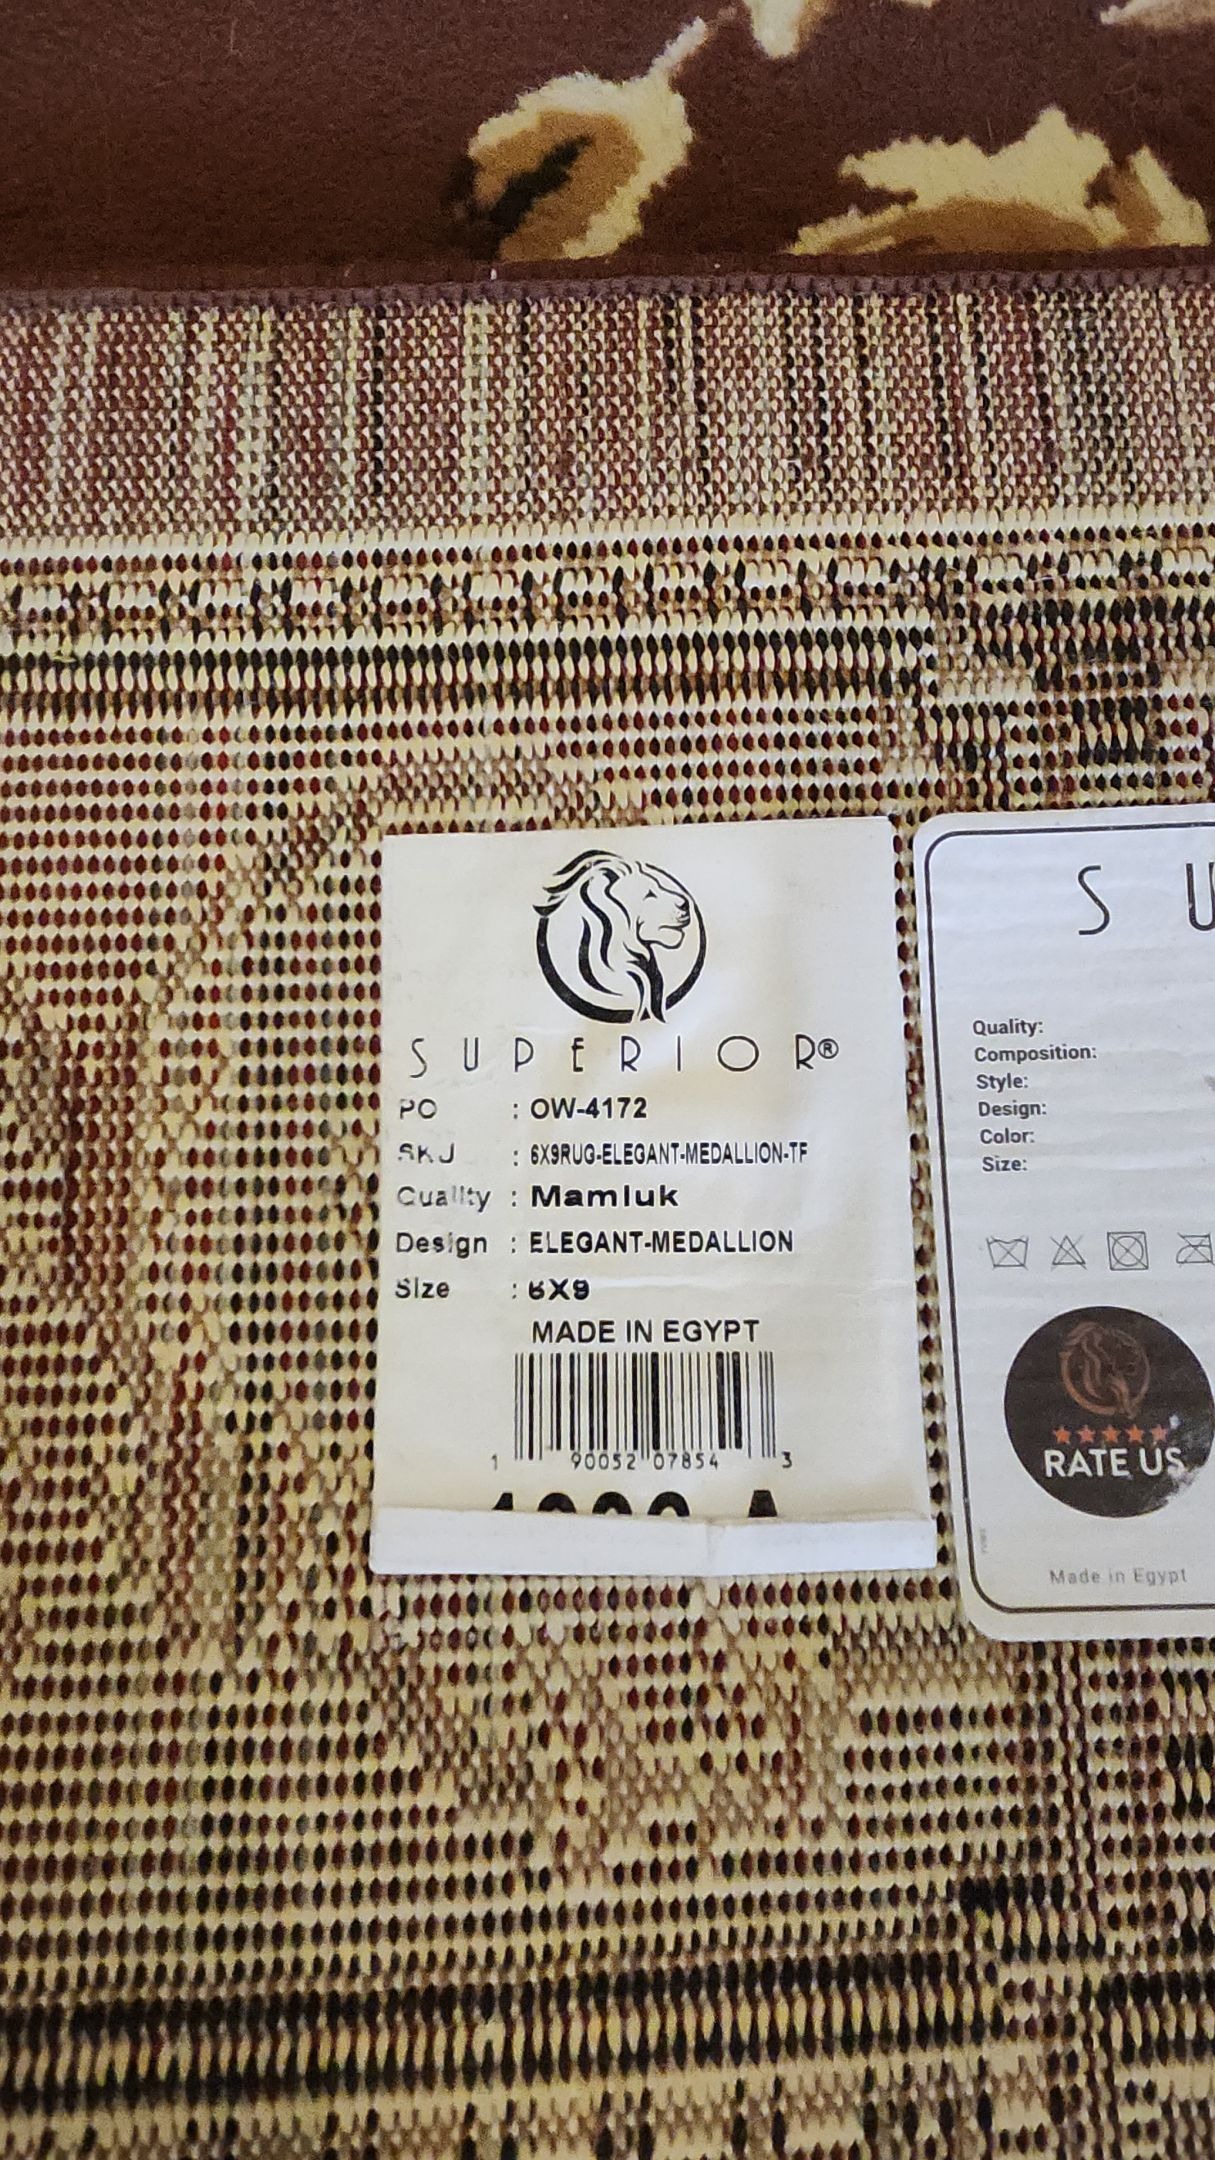 SUPERIOR®
PO : OW-4172
SKU : 6X9RUG-ELEGANT-MEDALLION-TF
Quality : Mamluk
Design : ELEGANT-MEDALLION
Size : 6X9
MADE IN EGYPT
1 90052 07854 3
S U
Quality:
Composition:
Style:
Design:
Color:
Size:
RATE US
Made in Egypt